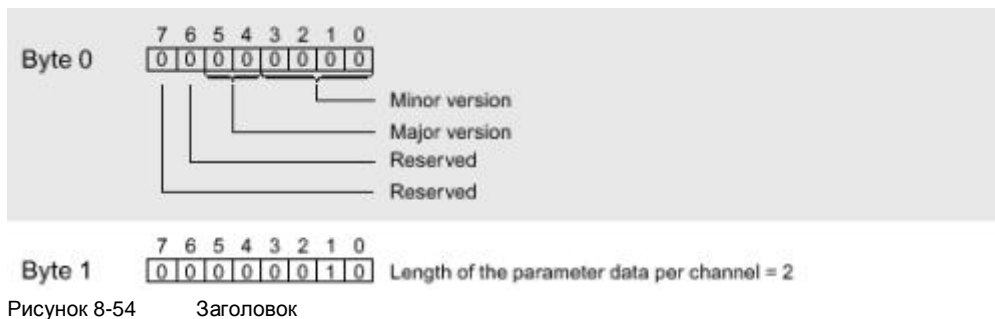 7 6 5 4 3 2 1 0
Byte 0 0 0 0 0 0 0 0 0
Minor version
Major version
Reserved
Reserved
7 6 5 4 3 2 1 0
Byte 1 0 0 0 0 0 0 1 0 Length of the parameter data per channel = 2
Рисунок 8-54 Заголовок